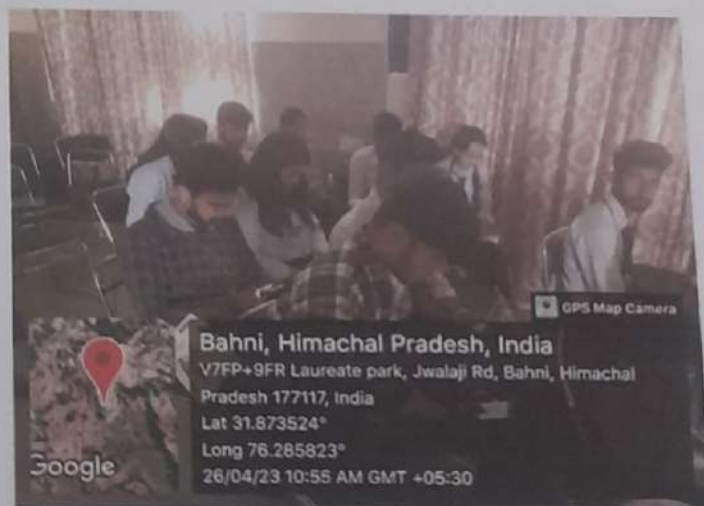 GPS Map Camera
Bahni, Himachal Pradesh, India
V7FP+9FR Laureate park, Jwalaji Rd, Bahni, Himachal
Pradesh 177117, India
Lat 31.873524°
Long 76.285823°
26/04/23 10:55 AM GMT +05:30
Google